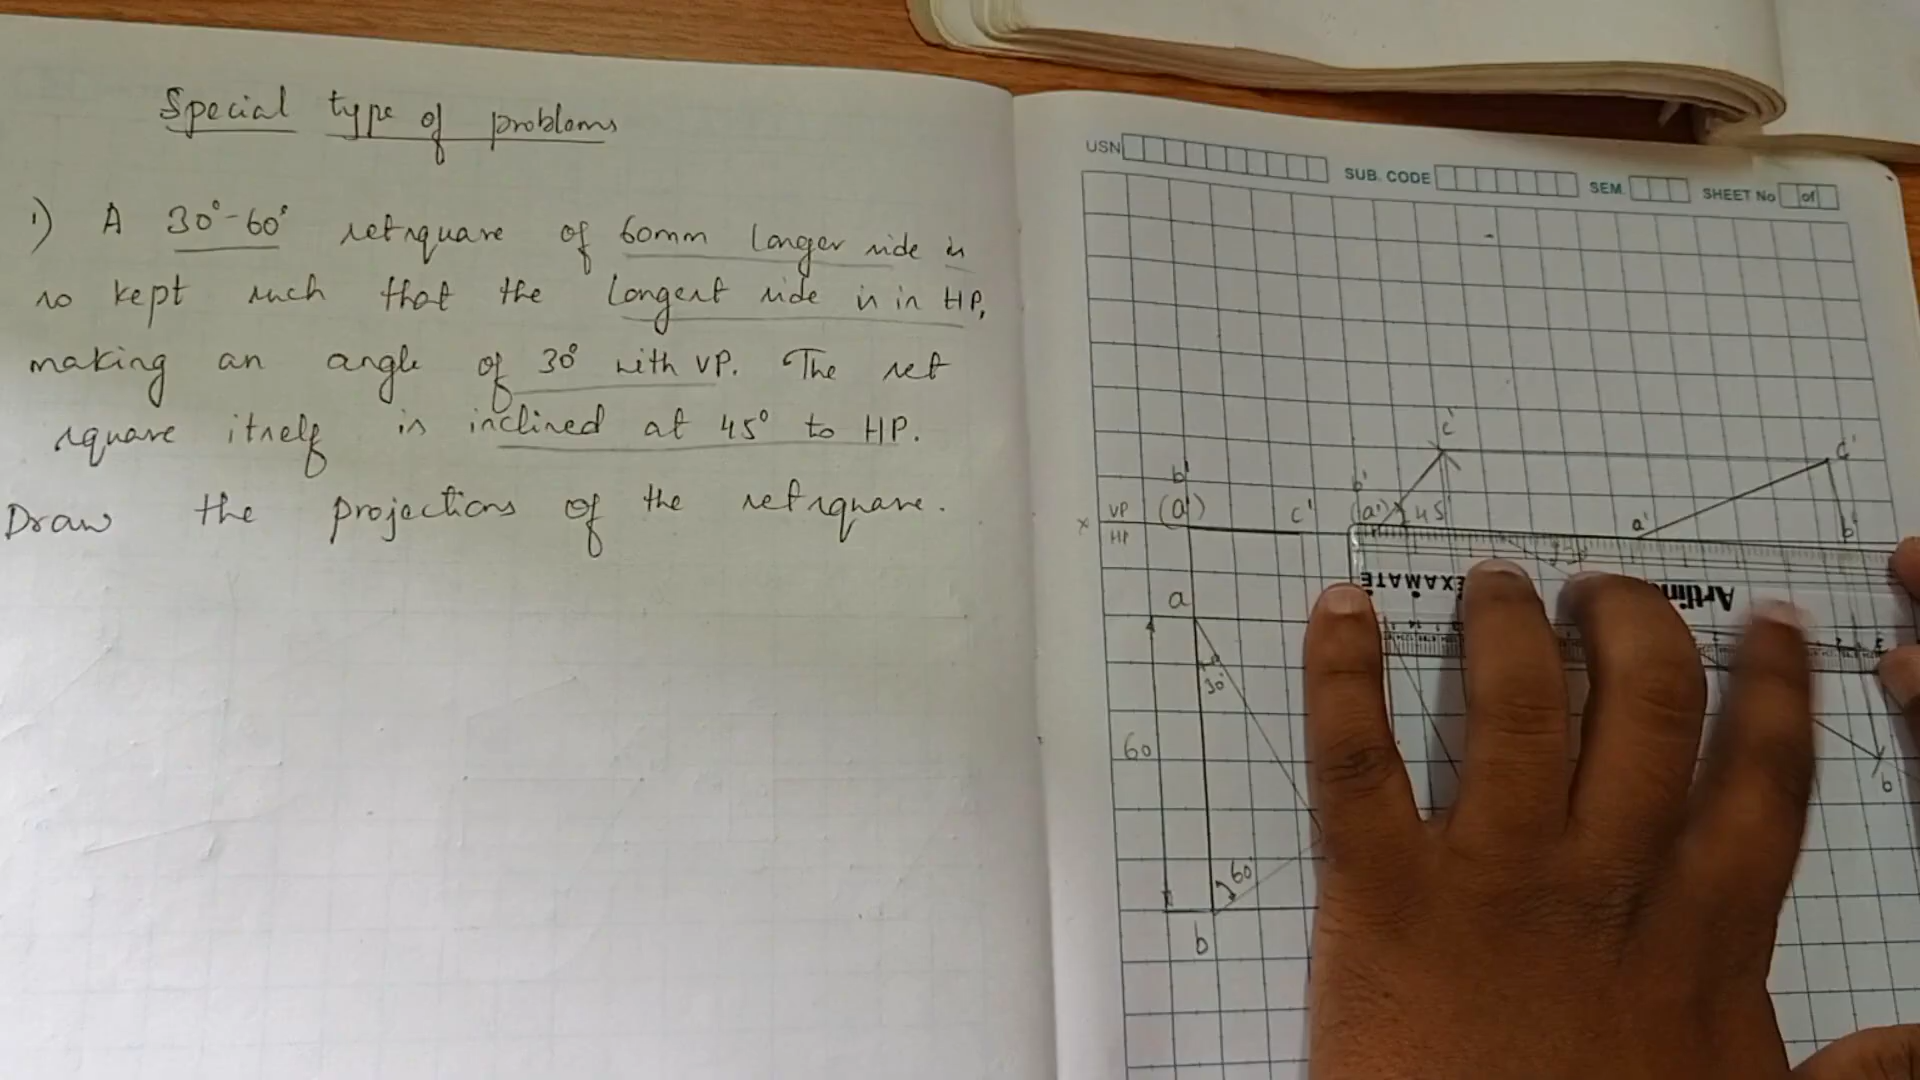 Special type of problems
1) A 30°-60° setsquare of 60mm longer side is
so kept such that the longest side is in HP,
making an angle of 30° with VP. The set
square itself is inclined at 45° to HP.
Draw the projections of the setsquare.
USN SUB. CODE SEM. SHEET No of
c' c'
b' b'
VP (a') c' (a') 45 a' b'
X HP
EXAMATE Artlin
a
30°
60
b
60°
b